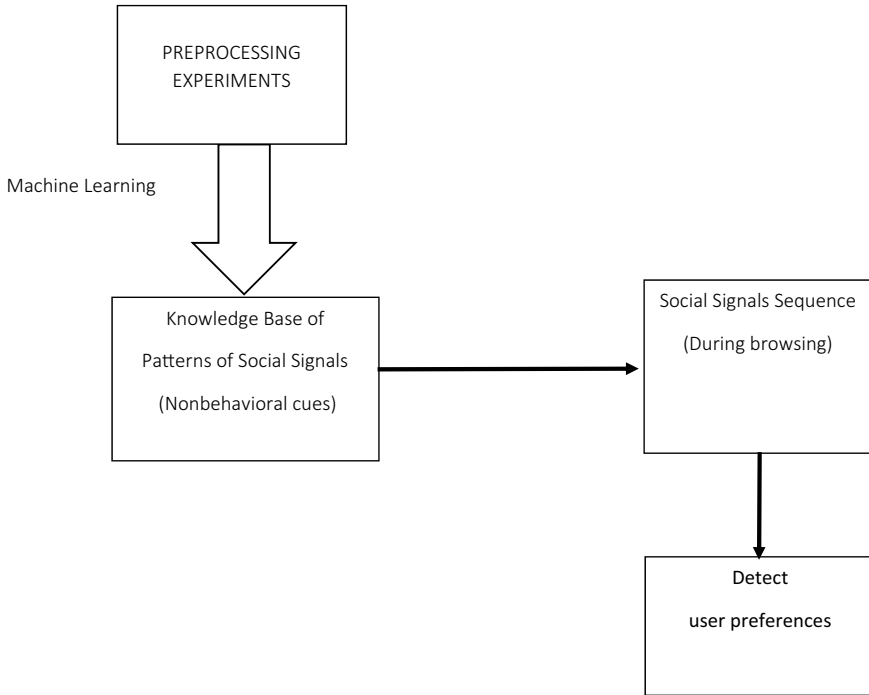 PREPROCESSING
EXPERIMENTS
Machine Learning
Knowledge Base of
Patterns of Social Signals
(Nonbehavioral cues)
Social Signals Sequence
(During browsing)
Detect
user preferences